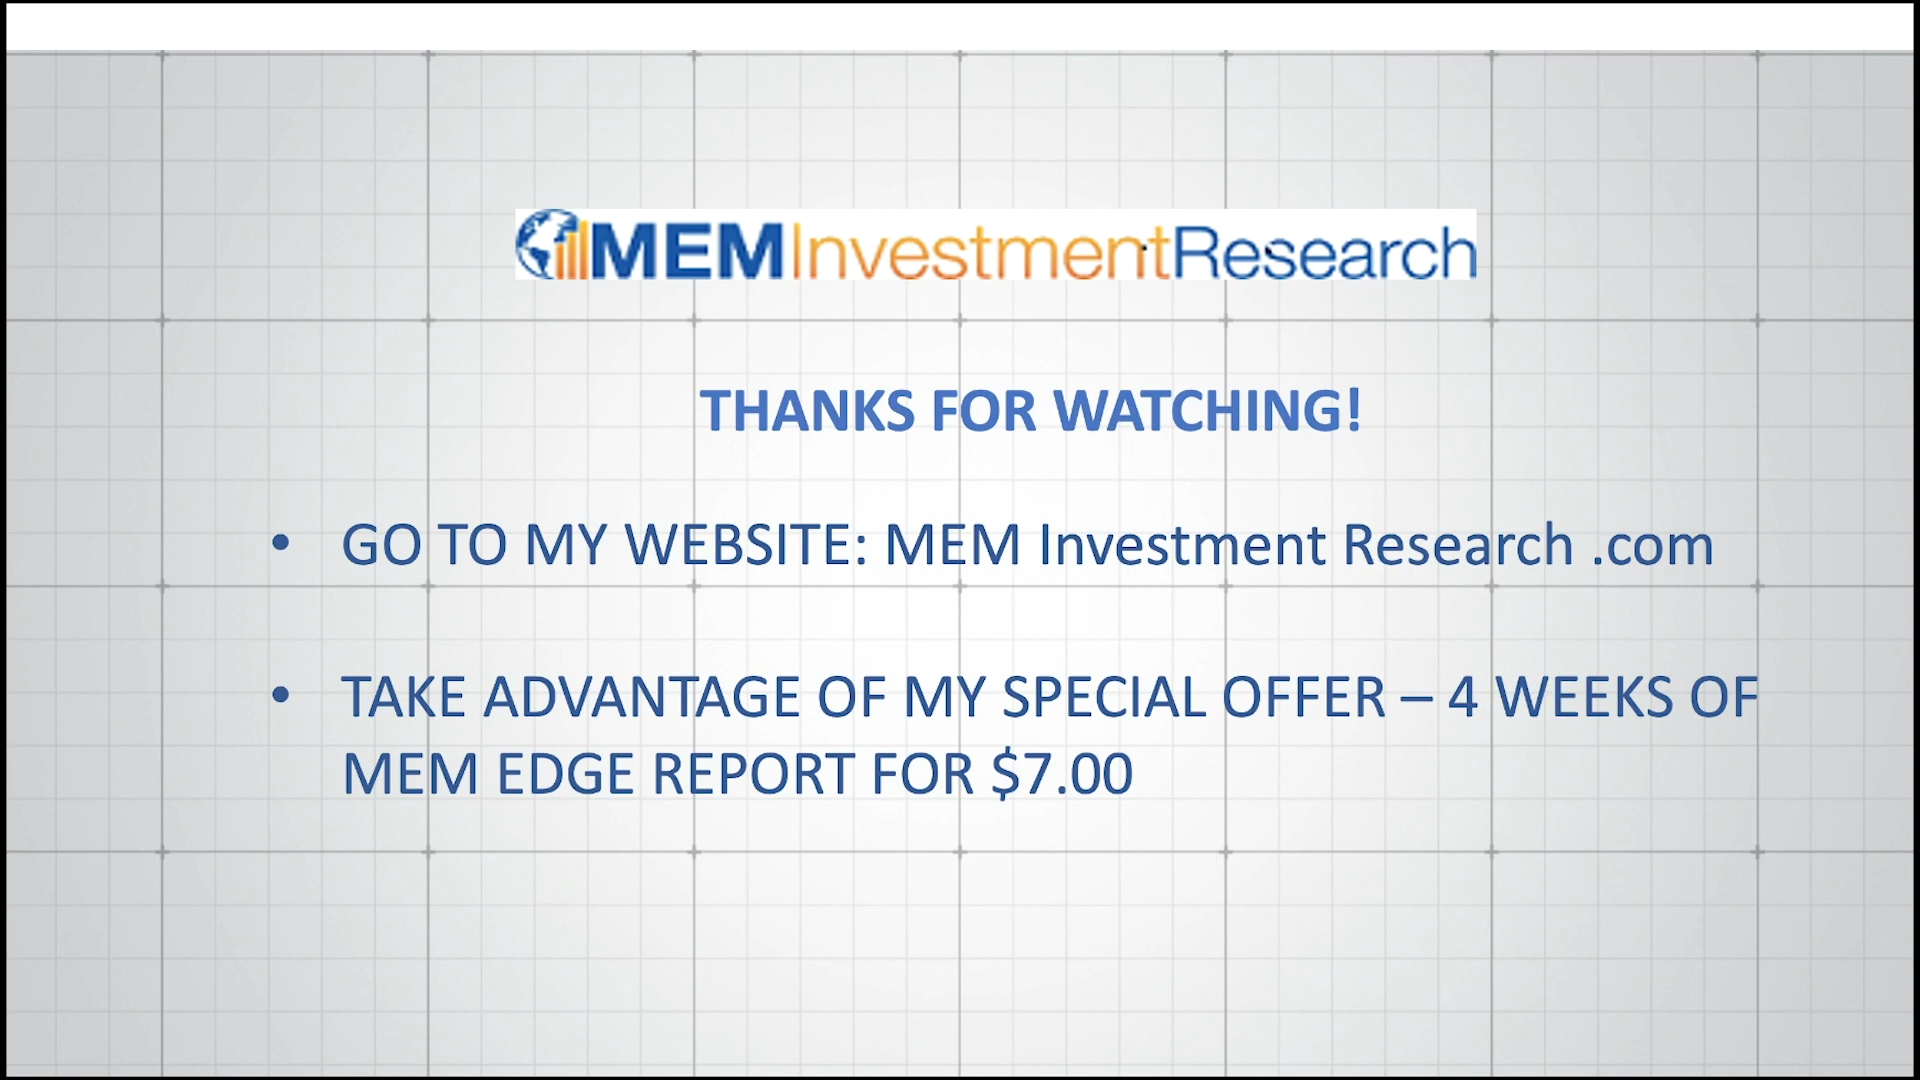 MEMInvestmentResearch
THANKS FOR WATCHING!
• GO TO MY WEBSITE: MEM Investment Research .com
• TAKE ADVANTAGE OF MY SPECIAL OFFER – 4 WEEKS OF
MEM EDGE REPORT FOR $7.00